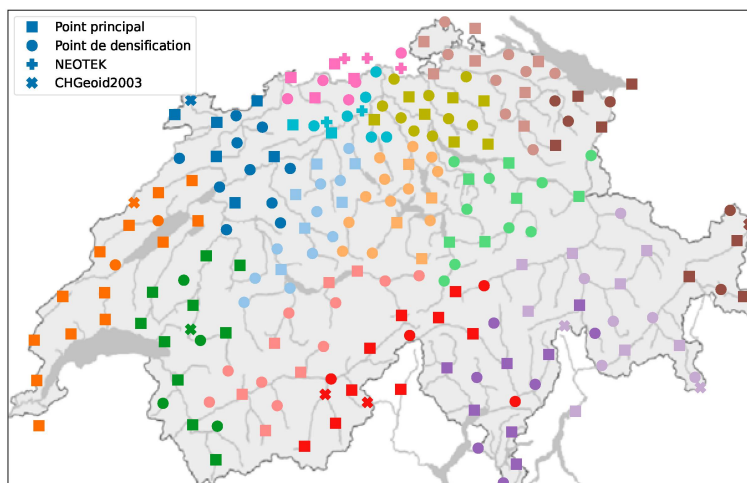 Point principal
Point de densification
NEOTEK
CHGeoid2003